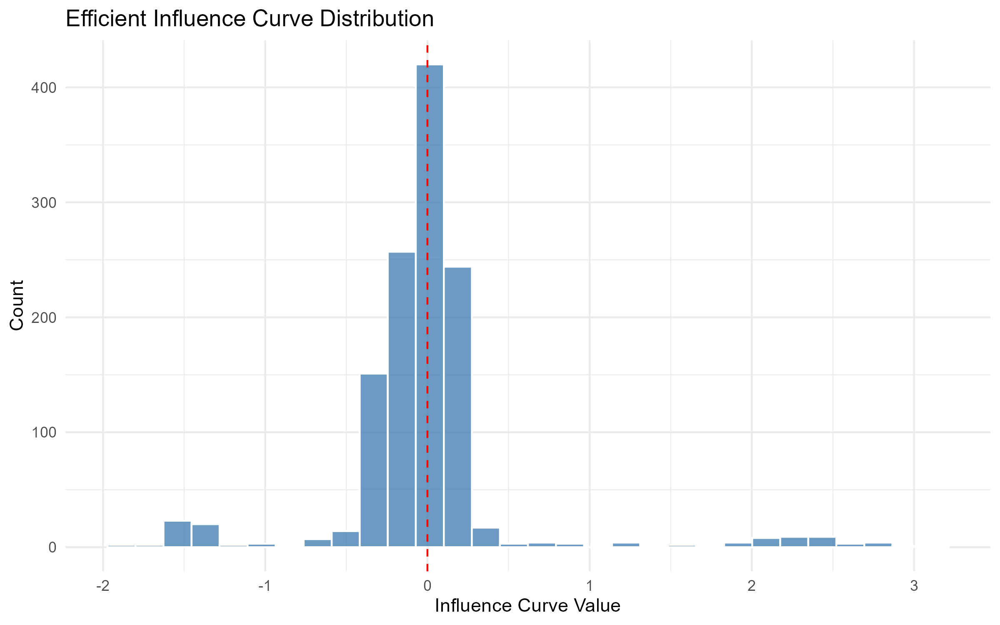 Efficient Influence Curve Distribution
400
300
200
100
0
Count
-2 -1 0 1 2 3
Influence Curve Value